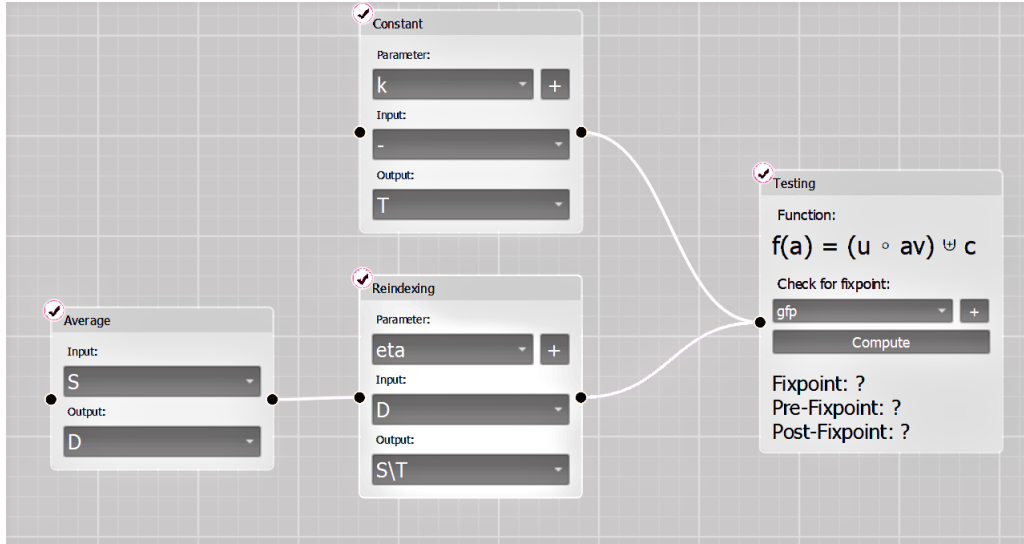 Constant
Parameter:
k
+
Input:
-
Output:
T
Reindexing
Parameter:
eta
+
Input:
D
Output:
S\T
Average
Input:
S
Output:
D
Testing
Function:
f(a) = (u ∘ av) ⊎ c
Check for fixpoint:
gfp
+
Compute
Fixpoint: ?
Pre-Fixpoint: ?
Post-Fixpoint: ?